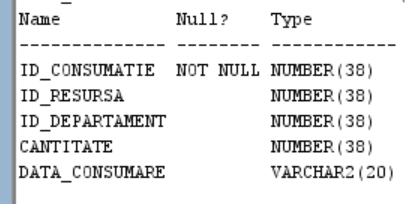 Name Null? Type
-------------- -------- ------------
ID_CONSUMATIE NOT NULL NUMBER(38)
ID_RESURSA NUMBER(38)
ID_DEPARTAMENT NUMBER(38)
CANTITATE NUMBER(38)
DATA_CONSUMARE VARCHAR2(20)